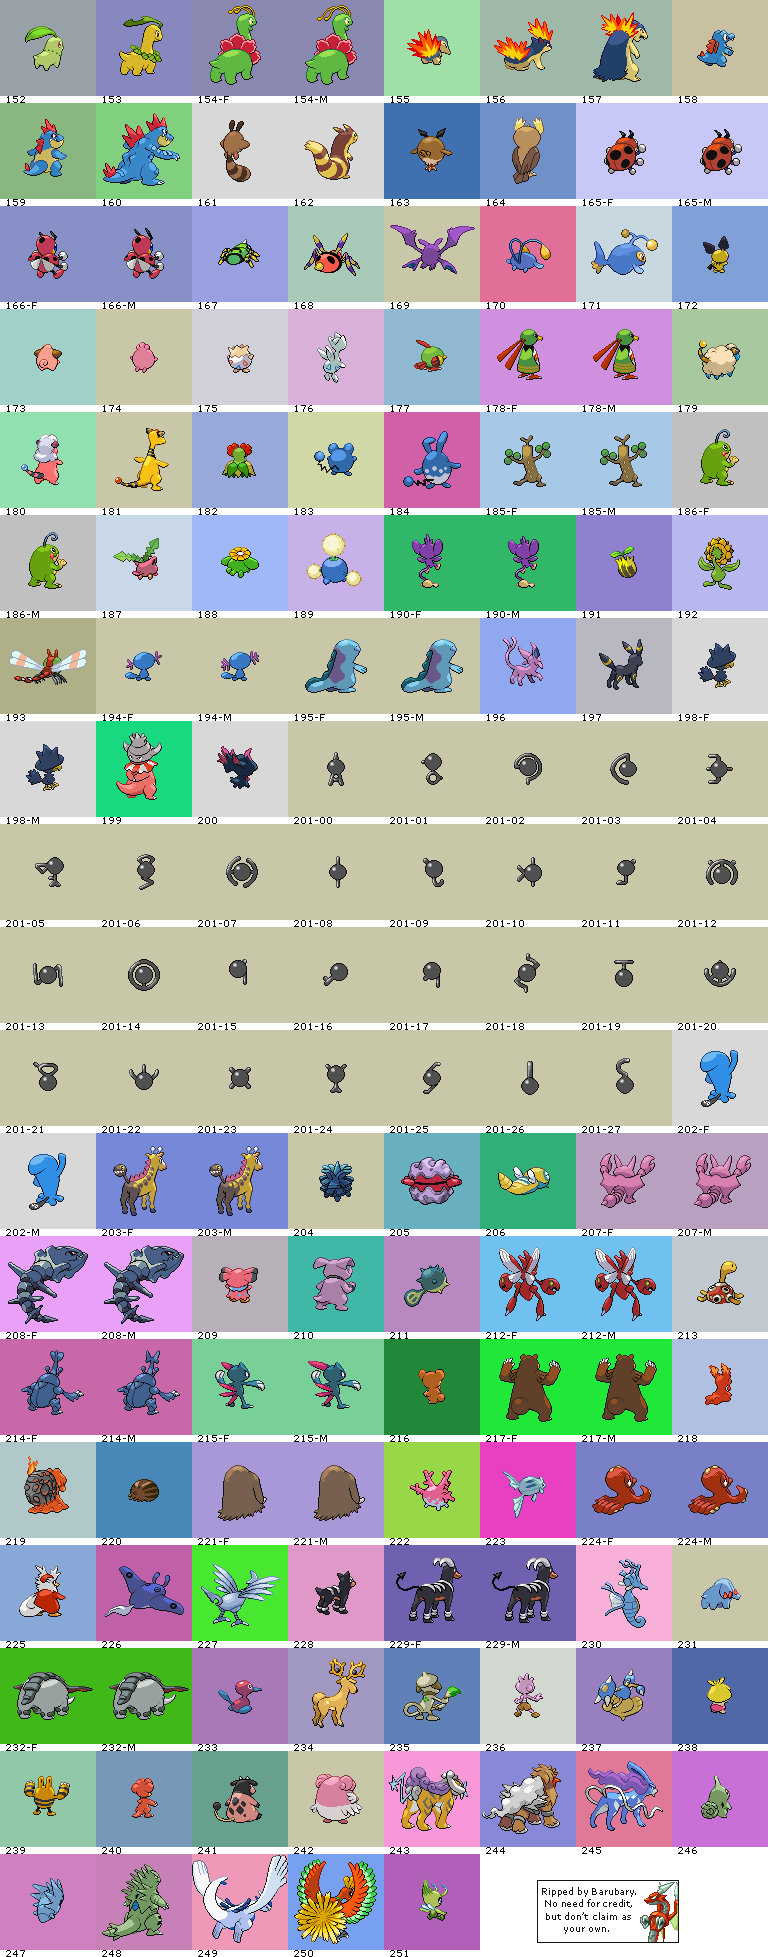 152 153 154-F 154-M 155 156 157 158
159 160 161 162 163 164 165-F 165-M
166-F 166-M 167 168 169 170 171 172
173 174 175 176 177 178-F 178-M 179
180 181 182 183 184 185-F 185-M 186-F
186-M 187 188 189 190-F 190-M 191 192
193 194-F 194-M 195-F 195-M 196 197 198-F
198-M 199 200 201-00 201-01 201-02 201-03 201-04
201-05 201-06 201-07 201-08 201-09 201-10 201-11 201-12
201-13 201-14 201-15 201-16 201-17 201-18 201-19 201-20
201-21 201-22 201-23 201-24 201-25 201-26 201-27 202-F
202-M 203-F 203-M 204 205 206 207-F 207-M
208-F 208-M 209 210 211 212-F 212-M 213
214-F 214-M 215-F 215-M 216 217-F 217-M 218
219 220 221-F 221-M 222 223 224-F 224-M
225 226 227 228 229-F 229-M 230 231
232-F 232-M 233 234 235 236 237 238
239 240 241 242 243 244 245 246
247 248 249 250 251
Ripped by Barubary.
No need for credit,
but don't claim as
your own.